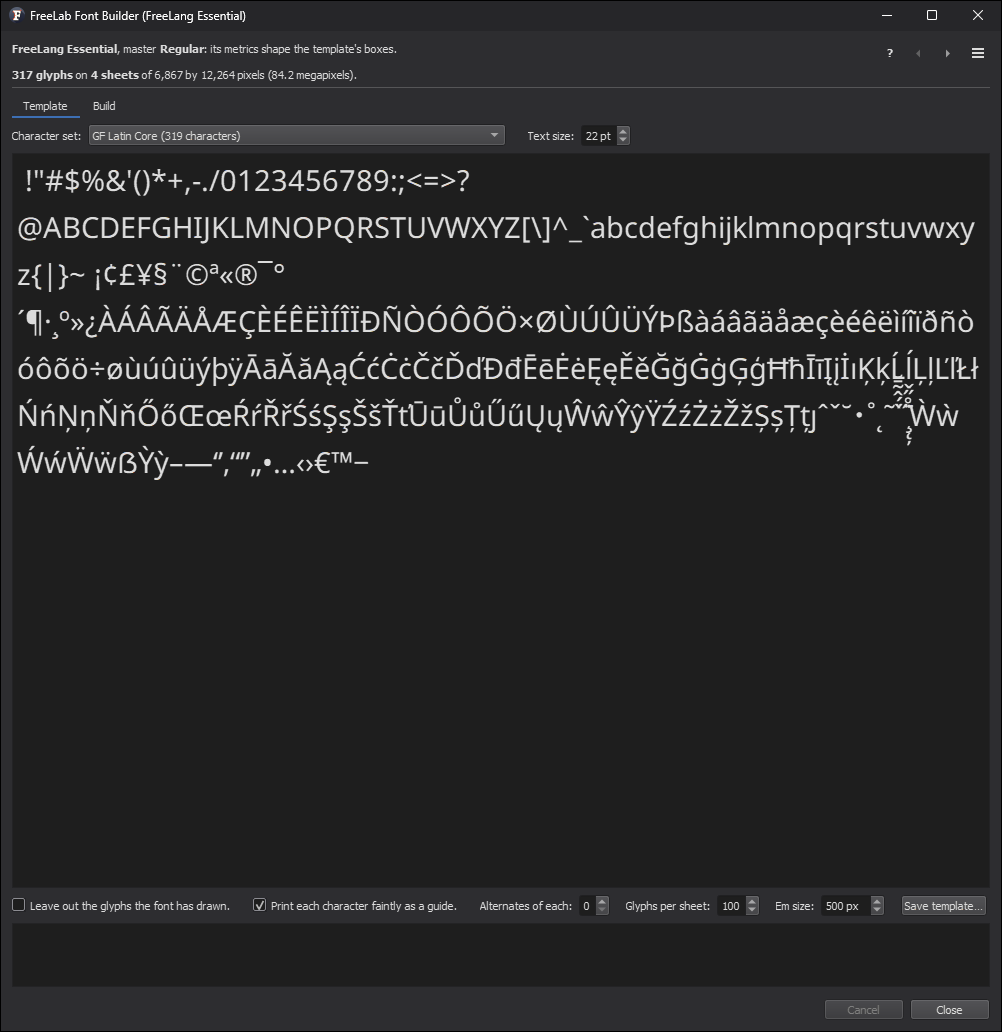 FreeLab Font Builder (FreeLang Essential)
FreeLang Essential, master Regular: its metrics shape the template's boxes.
?
317 glyphs on 4 sheets of 6,867 by 12,264 pixels (84.2 megapixels).
Template Build
Character set: GF Latin Core (319 characters) Text size: 22 pt
!"#$%&'()*+,-./0123456789:;<=>?
@ABCDEFGHIJKLMNOPQRSTUVWXYZ[\]^_`abcdefghijklmnopqrstuvwxy
z{|}~ ¡¢£¥§¨©ª«®¯°
´¶·¸º»¿ÀÁÂÃÄÅÆÇÈÉÊËÌÍÎÏÐÑÒÓÔÕÖ×ØÙÚÛÜÝÞßàáâãäåæçèéêëìíîïðñò
óôõö÷øùúûüýþÿĀāĂăĄąĆćĊċČčĎďĐđĒēĖėĘęĚěĞğĠġĢģĦħĪīĮįİıĶķĹĺĻļĽľŁł
ŃńŅņŇňŐőŒœŔŕŘřŚśŞşŠšŤťŪūŮůŰűŲųŴŵŶŷŸŹźŻżŽžȘșȚțȷˆˇ˘˙˚˛˜˝Ẁẁ
ẂẃẄẅẞỲỳ–—‘’‚“”„•…‹›€™−
Leave out the glyphs the font has drawn. Print each character faintly as a guide. Alternates of each: 0 Glyphs per sheet: 100 Em size: 500 px Save template...
Cancel Close